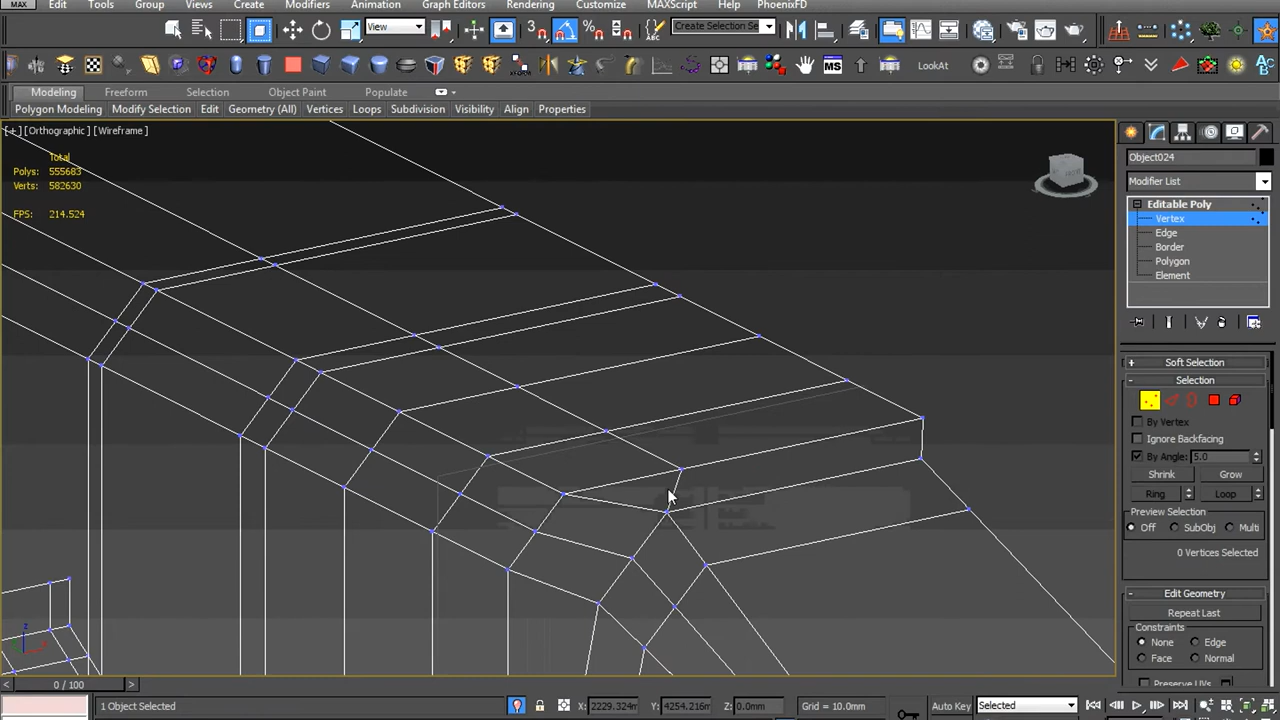 MAX Edit Tools Group Views Create Modifiers Animation Graph Editors Rendering Customize MAXScript Help PhoenixFD
View 3 Create Selection Se
MS LookAt
Modeling Freeform Selection Object Paint Populate
Polygon Modeling Modify Selection Edit Geometry (All) Vertices Loops Subdivision Visibility Align Properties
[+] [Orthographic] [Wireframe]
Total
Polys: 555683
Verts: 582630
FPS: 214.524
Object024
Modifier List
Editable Poly
Vertex
Edge
Border
Polygon
Element
+ Soft Selection
- Selection
By Vertex
Ignore Backfacing
By Angle: 5.0
Shrink Grow
Ring Loop
Preview Selection
Off SubObj Multi
0 Vertices Selected
- Edit Geometry
Repeat Last
Constraints
None Edge
Face Normal
Preserve UVs
z
< 0 / 100 >
1 Object Selected X: 2229.324m Y: 4254.216m Z: 0.0mm Grid = 10.0mm Auto Key Selected